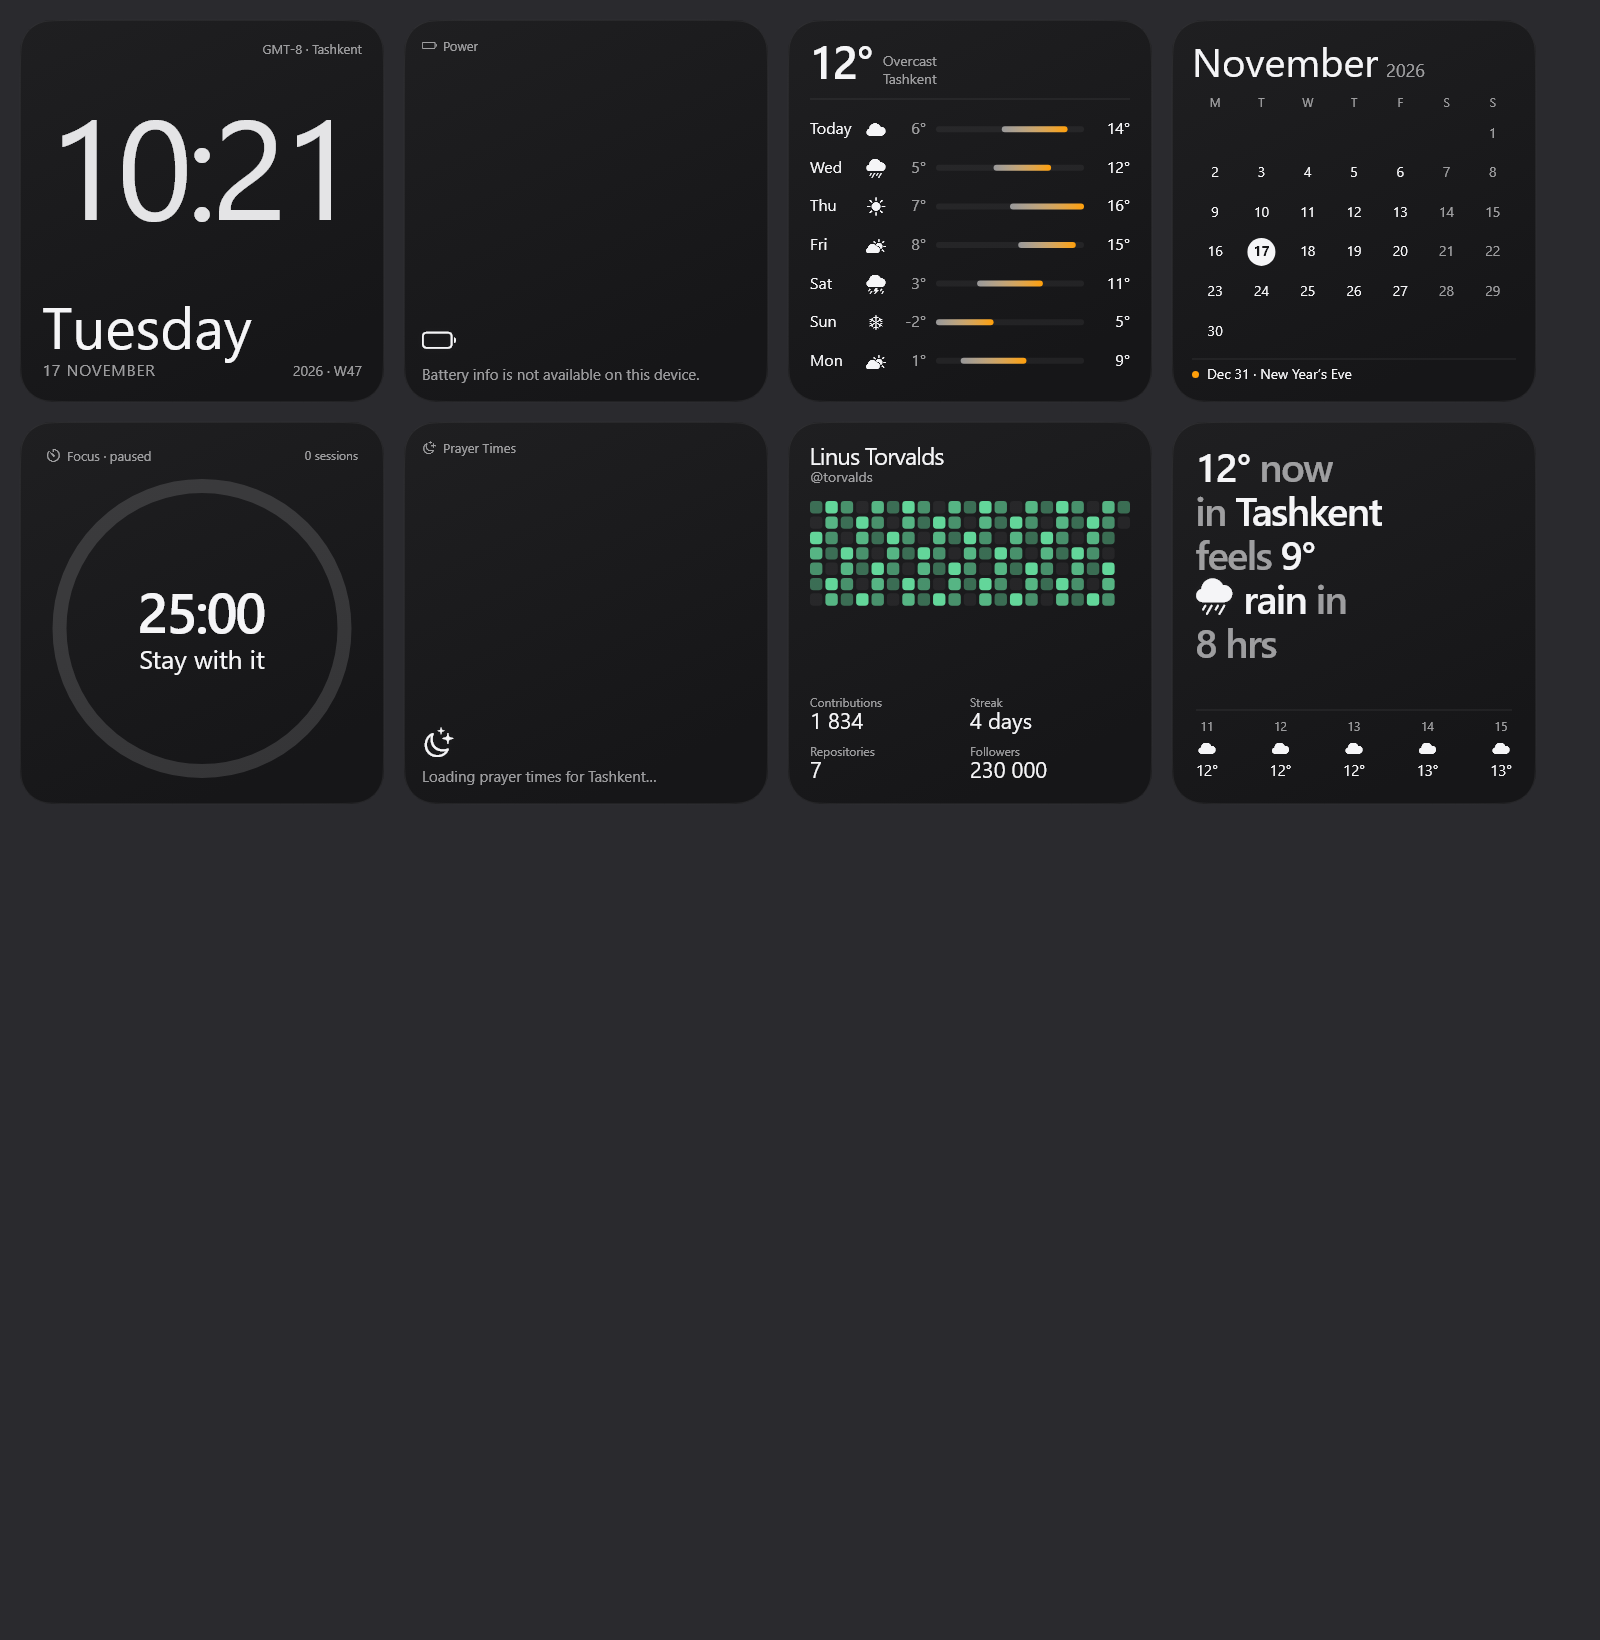 GMT-8 · Tashkent
10:21
Tuesday
17 NOVEMBER
2026 · W47
Power
Battery info is not available on this device.
12°
Overcast
Tashkent
Today 6° 14°
Wed 5° 12°
Thu 7° 16°
Fri 8° 15°
Sat 3° 11°
Sun -2° 5°
Mon 1° 9°
November 2026
M T W T F S S
1
2 3 4 5 6 7 8
9 10 11 12 13 14 15
16 17 18 19 20 21 22
23 24 25 26 27 28 29
30
Dec 31 · New Year's Eve
Focus · paused
0 sessions
25:00
Stay with it
Prayer Times
Loading prayer times for Tashkent...
Linus Torvalds
@torvalds
Contributions
1 834
Streak
4 days
Repositories
7
Followers
230 000
12° now
in Tashkent
feels 9°
rain in
8 hrs
11 12 13 14 15
12° 12° 12° 13° 13°